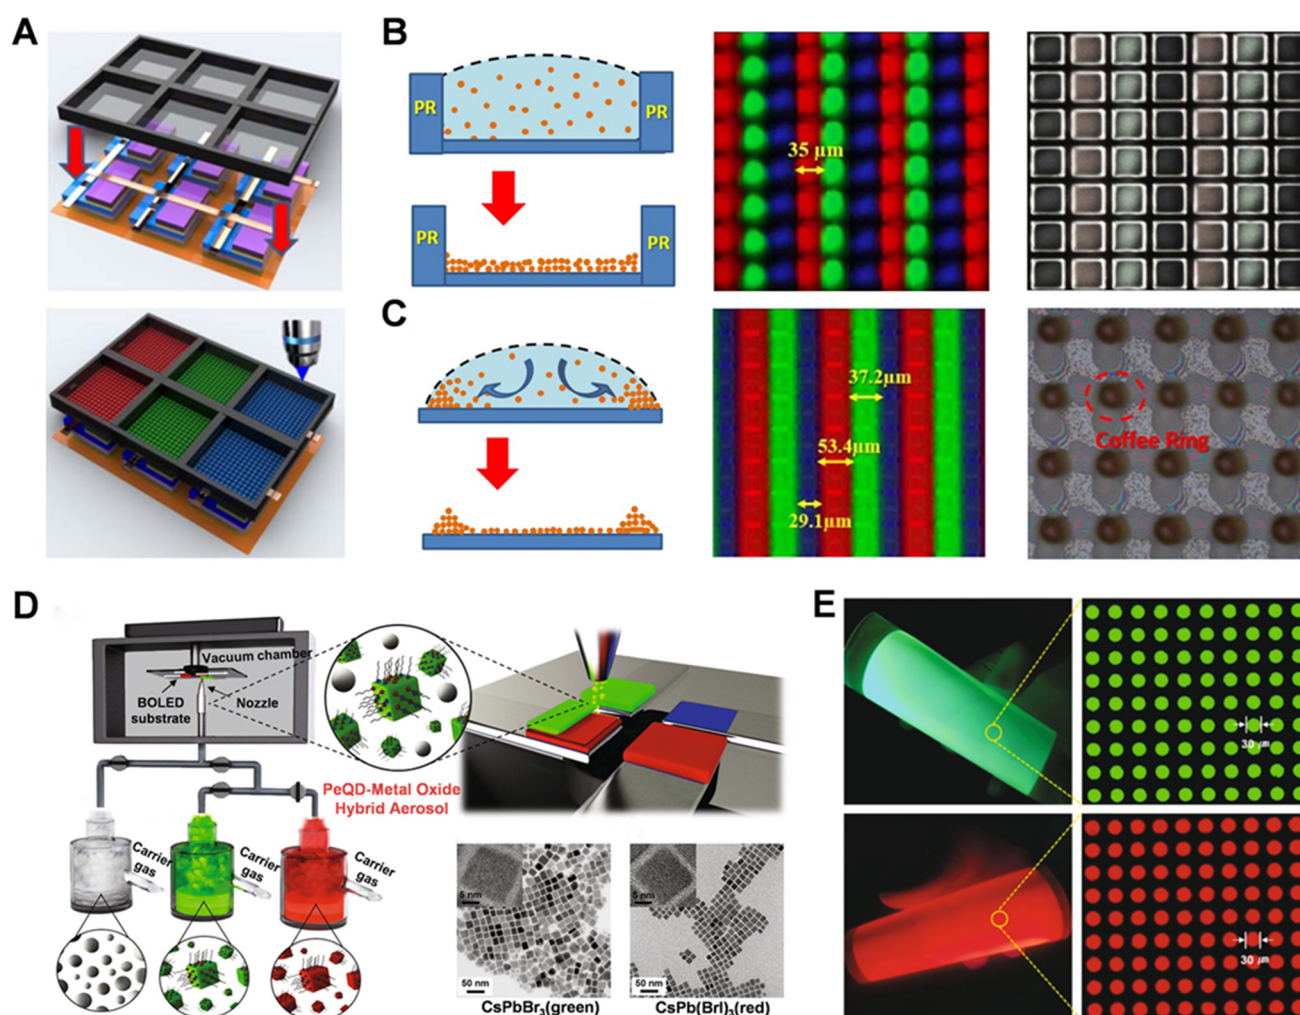 A
B
PR
PR
35 µm
PR
PR
C
37.2µm
53.4µm
29.1µm
Coffee Ring
D
Vacuum chamber
BOLED
substrate
Nozzle
PeQD-Metal Oxide
Hybrid Aerosol
Carrier
gas
Carrier
gas
Carrier
gas
5 nm
50 nm
CsPbBr₃(green)
5 nm
50 nm
CsPb(BrI)₃(red)
E
30 ㎛
30 ㎛